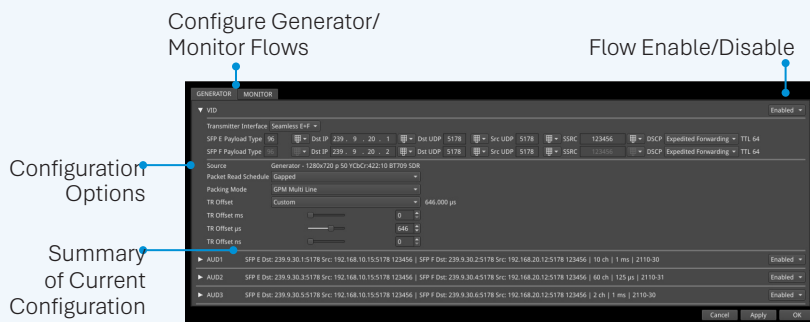 Configure Generator/
Monitor Flows
Flow Enable/Disable
GENERATOR MONITOR
VID Enabled
Transmitter Interface Seamless E+F
SFP E Payload Type 96 Dst IP 239 . 9 . 20 . 1 Dst UDP 5178 Src UDP 5178 SSRC 123456 DSCP Expedited Forwarding TTL 64
SFP F Payload Type 96 Dst IP 239 . 9 . 20 . 2 Dst UDP 5178 Src UDP 5178 SSRC 123456 DSCP Expedited Forwarding TTL 64
Configuration
Options
Source Generator - 1280x720 p 50 YCbCr:422:10 BT709 SDR
Packet Read Schedule Gapped
Packing Mode GPM Multi Line
TR Offset Custom 646.000 µs
TR Offset ms 0
TR Offset µs 646
TR Offset ns 0
Summary
of Current
Configuration
AUD1 SFP E Dst: 239.9.30.1:5178 Src: 192.168.10.15:5178 123456 | SFP F Dst: 239.9.30.2:5178 Src: 192.168.20.12:5178 123456 | 10 ch | 1 ms | 2110-30 Enabled
AUD2 SFP E Dst: 239.9.30.3:5178 Src: 192.168.10.15:5178 123456 | SFP F Dst: 239.9.30.4:5178 Src: 192.168.20.12:5178 123456 | 60 ch | 125 µs | 2110-31 Enabled
AUD3 SFP E Dst: 239.9.30.5:5178 Src: 192.168.10.15:5178 123456 | SFP F Dst: 239.9.30.6:5178 Src: 192.168.20.12:5178 123456 | 2 ch | 1 ms | 2110-30 Enabled
Cancel Apply OK